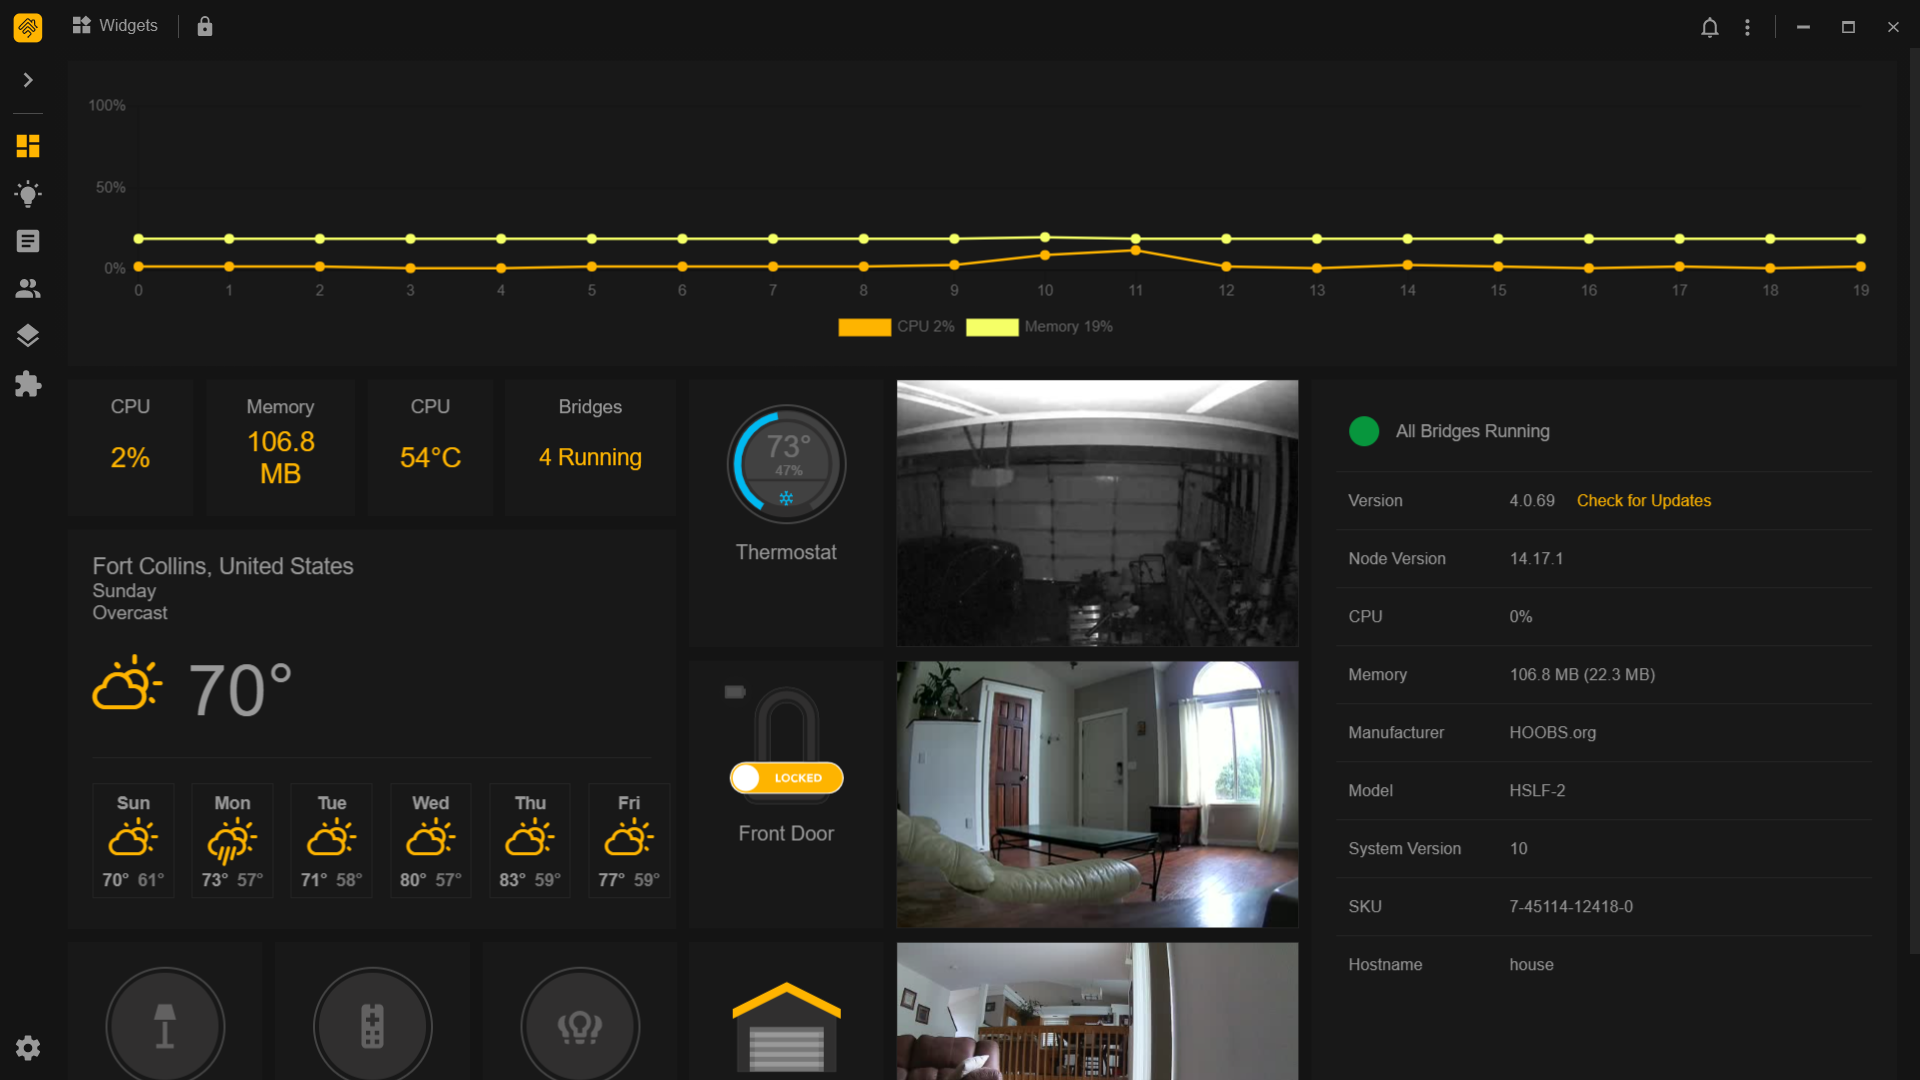 Widgets
100%
50%
0%
0 1 2 3 4 5 6 7 8 9 10 11 12 13 14 15 16 17 18 19
CPU 2% Memory 19%
CPU
2%
Memory
106.8
MB
CPU
54°C
Bridges
4 Running
73°
47%
Thermostat
All Bridges Running
Version 4.0.69 Check for Updates
Node Version 14.17.1
CPU 0%
Memory 106.8 MB (22.3 MB)
Manufacturer HOOBS.org
Model HSLF-2
System Version 10
SKU 7-45114-12418-0
Hostname house
Fort Collins, United States
Sunday
Overcast
70°
Sun Mon Tue Wed Thu Fri
70° 61° 73° 57° 71° 58° 80° 57° 83° 59° 77° 59°
LOCKED
Front Door